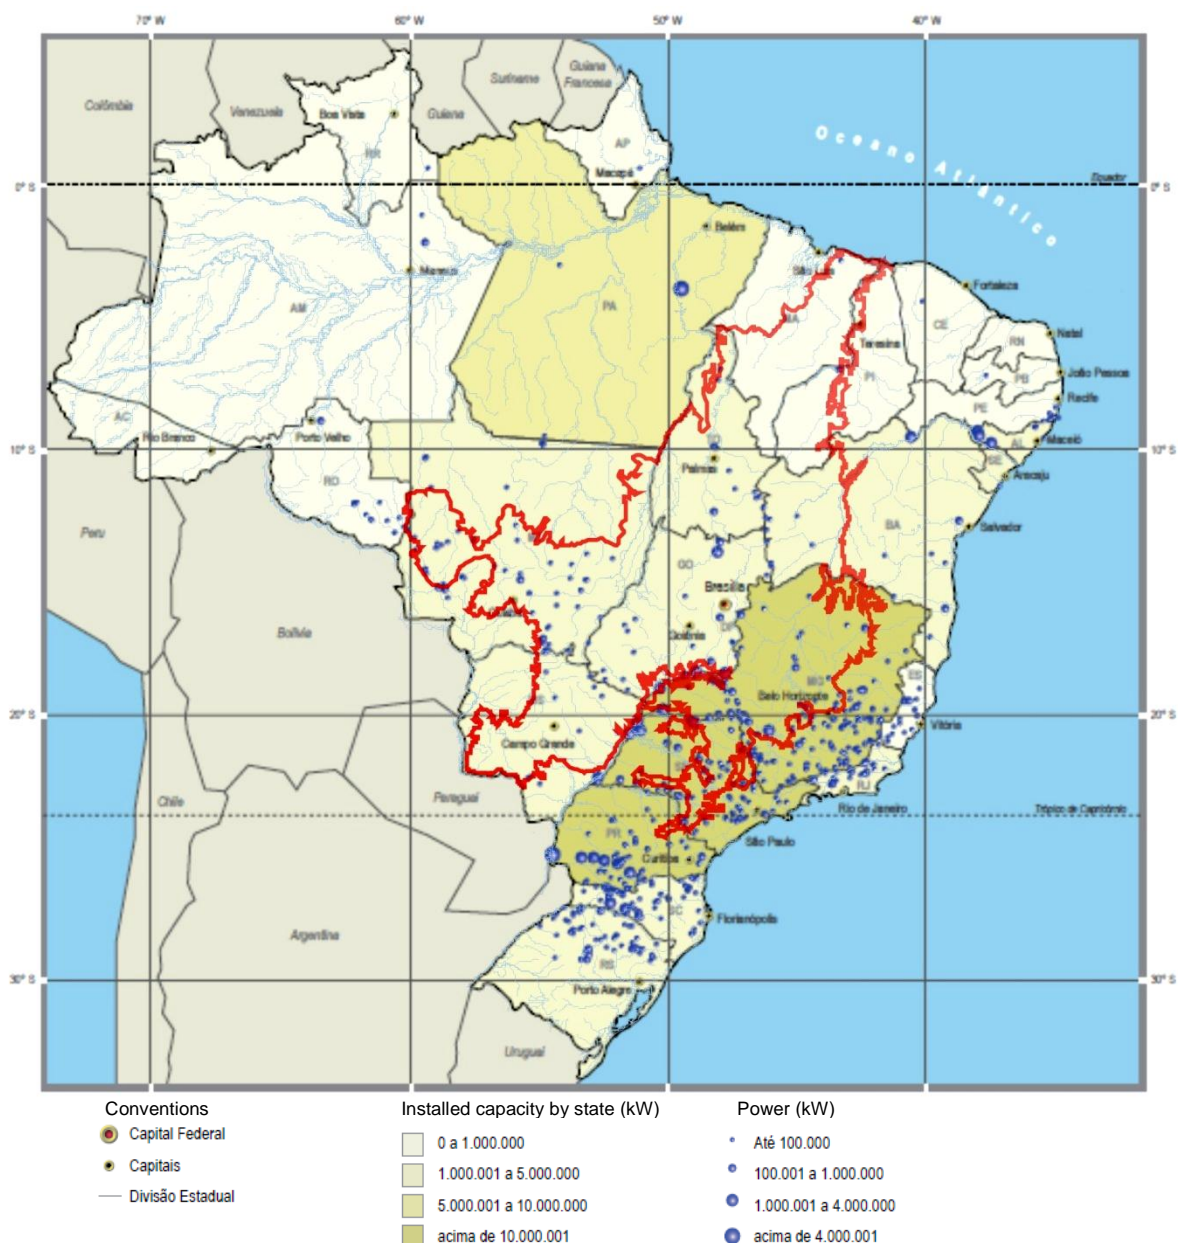 70° W 60° W 50° W 40° W
Guiana
Francesa
Suriname
Colômbia
Venezuela
Boa Vista
Guiana
AP
RR
Macapá
Oceano Atlântico
Equador
0° S 0° S
Belém
São Luís
Manaus
Fortaleza
AM
PA
MA
CE
Natal
RN
Teresina
PI
PB
João Pessoa
Recife
PE
AC
Rio Branco
Porto Velho
TO
AL
Maceió
10° S 10° S
Palmas
SE
Aracaju
RO
BA
Salvador
Peru
GO
Brasília
Bolívia
Goiânia
DF
MS
MG
ES
Belo Horizonte
20° S 20° S
Campo Grande
Vitória
SP
RJ
Paraguai
Chile
Rio de Janeiro
Trópico de Capricórnio
PR
São Paulo
Curitiba
SC
Florianópolis
Argentina
RS
30° S 30° S
Porto Alegre
Uruguai
Conventions
Capital Federal
Capitais
Divisão Estadual
Installed capacity by state (kW)
0 a 1.000.000
1.000.001 a 5.000.000
5.000.001 a 10.000.000
acima de 10.000.001
Power (kW)
Até 100.000
100.001 a 1.000.000
1.000.001 a 4.000.000
acima de 4.000.001